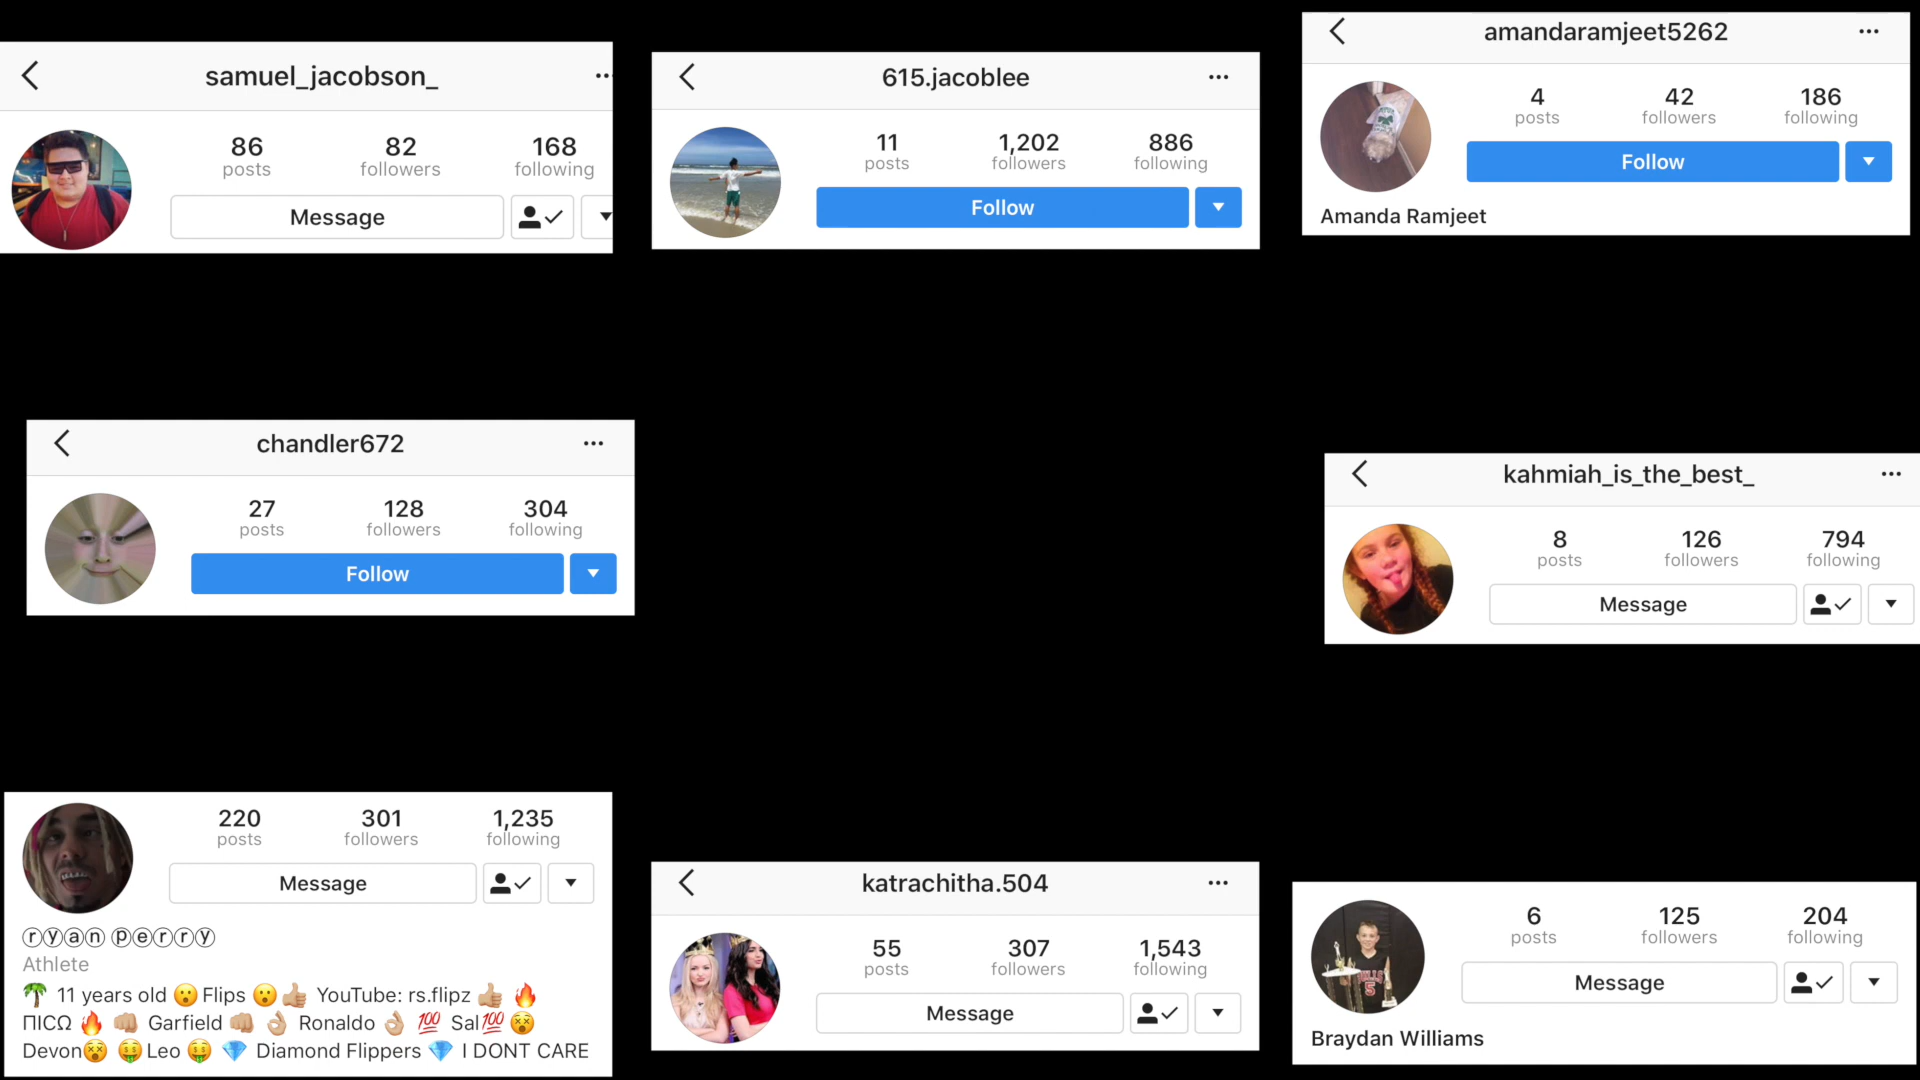 samuel_jacobson_
86 82 168
posts followers following
Message
615.jacoblee
11 1,202 886
posts followers following
Follow
amandaramjeet5262
4 42 186
posts followers following
Follow
Amanda Ramjeet
chandler672
27 128 304
posts followers following
Follow
kahmiah_is_the_best_
8 126 794
posts followers following
Message
220 301 1,235
posts followers following
Message
ⓡⓨⓐⓝ ⓟⓔⓡⓡⓨ
Athlete
🌴 11 years old 😮 Flips 😮👍🏼 YouTube: rs.flipz 👍🏼 🔥
ПICΩ 🔥 👊🏼 Garfield 👊🏼 👌🏼 Ronaldo 👌🏼 💯 Sal💯😵
Devon😵 🤑Leo 🤑 💎 Diamond Flippers 💎 I DONT CARE
katrachitha.504
55 307 1,543
posts followers following
Message
6 125 204
posts followers following
Message
Braydan Williams